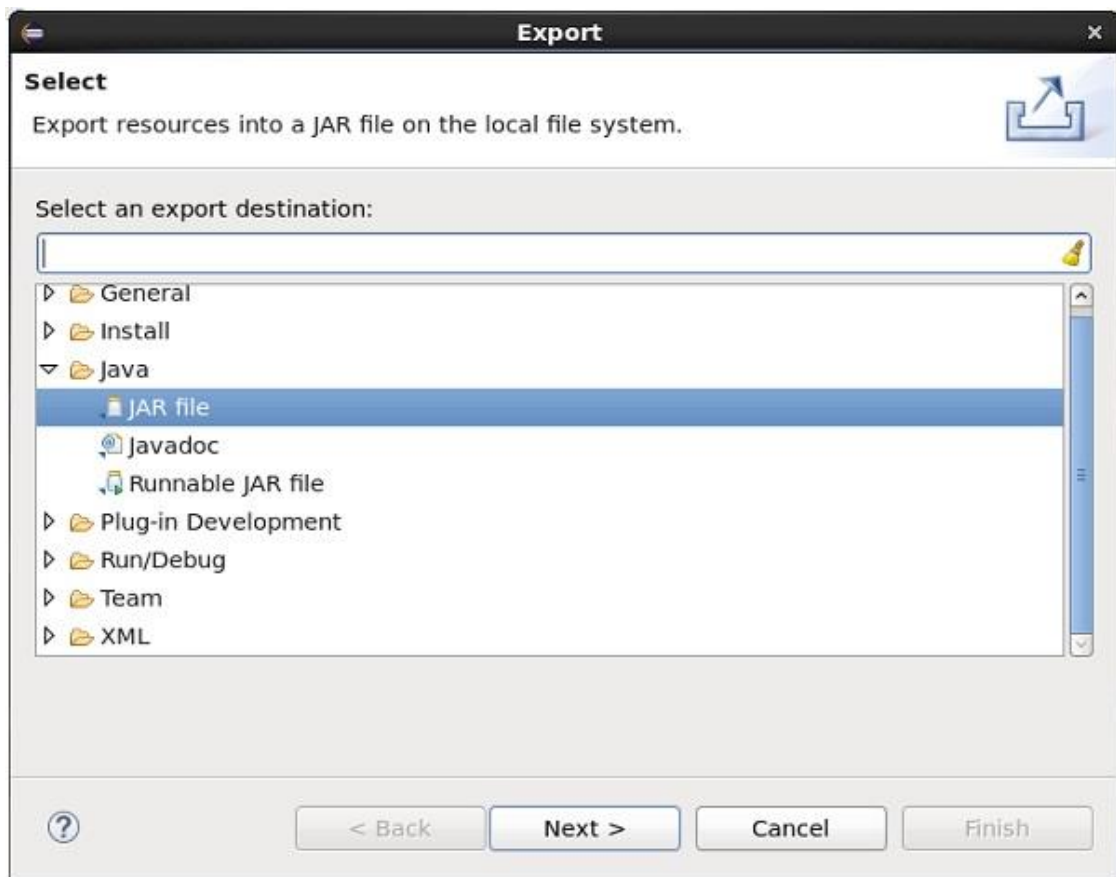 Export
Select
Export resources into a JAR file on the local file system.
Select an export destination:
General
Install
Java
JAR file
Javadoc
Runnable JAR file
Plug-in Development
Run/Debug
Team
XML
< Back Next > Cancel Finish